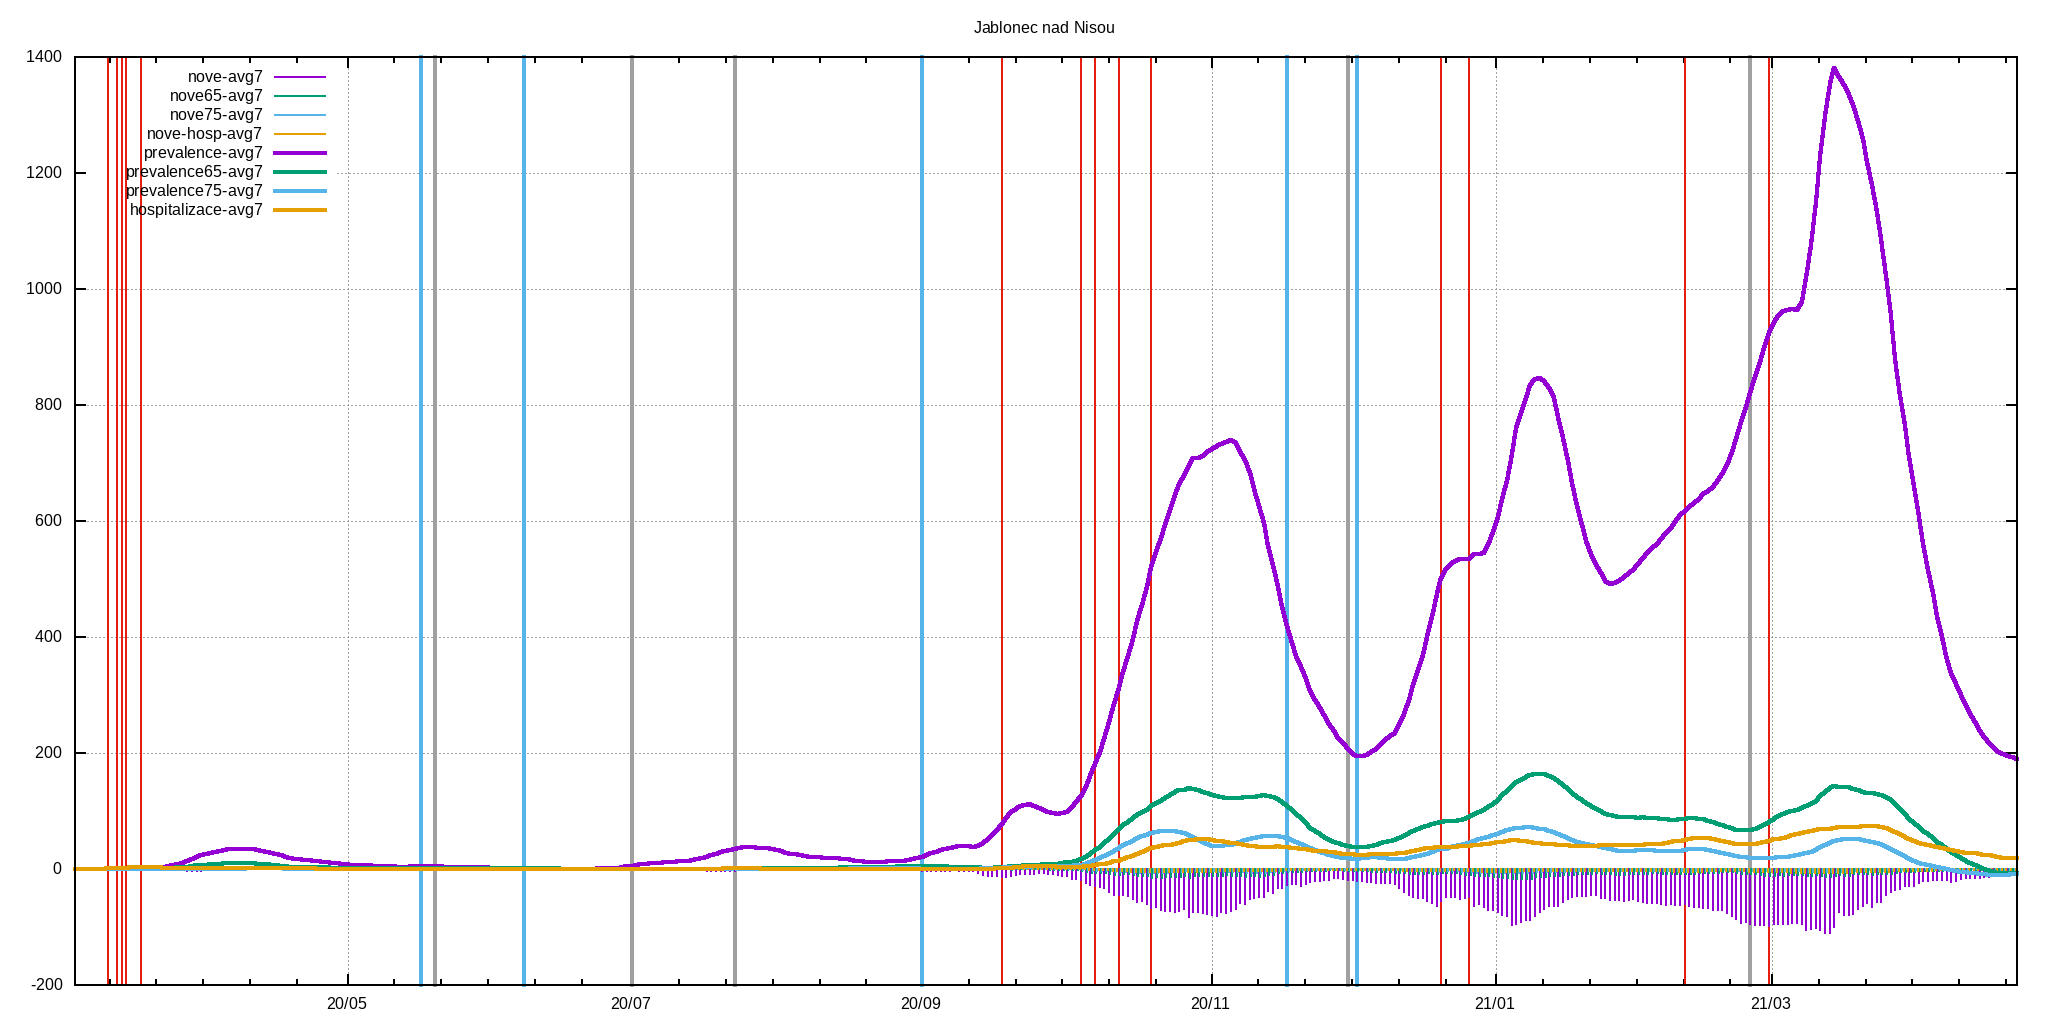 Jablonec nad Nisou
1400
1200
1000
800
600
400
200
0
-200
nove-avg7
nove65-avg7
nove75-avg7
nove-hosp-avg7
prevalence-avg7
prevalence65-avg7
prevalence75-avg7
hospitalizace-avg7
20/05 20/07 20/09 20/11 21/01 21/03